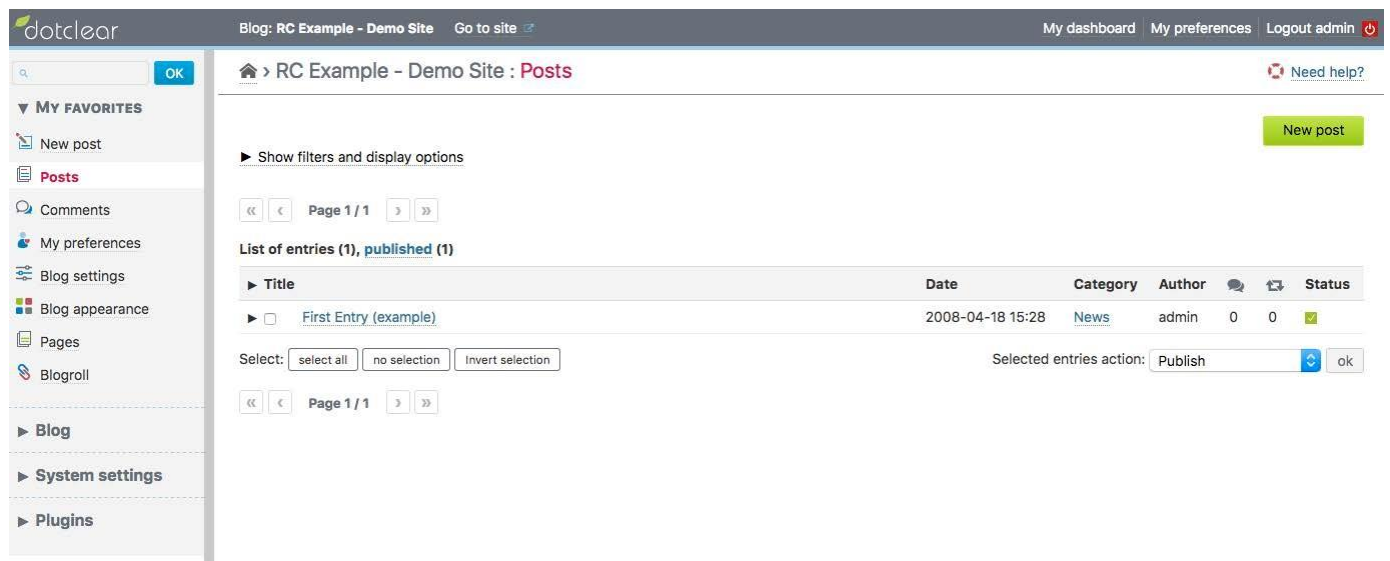 dotclear
Blog: RC Example - Demo Site Go to site
My dashboard My preferences Logout admin
OK
MY FAVORITES
New post
Posts
Comments
My preferences
Blog settings
Blog appearance
Pages
Blogroll
Blog
System settings
Plugins
› RC Example - Demo Site : Posts
Need help?
New post
Show filters and display options
« ‹ Page 1 / 1 › »
List of entries (1), published (1)
Title Date Category Author Status
First Entry (example) 2008-04-18 15:28 News admin 0 0
Select: select all no selection Invert selection Selected entries action: Publish ok
« ‹ Page 1 / 1 › »